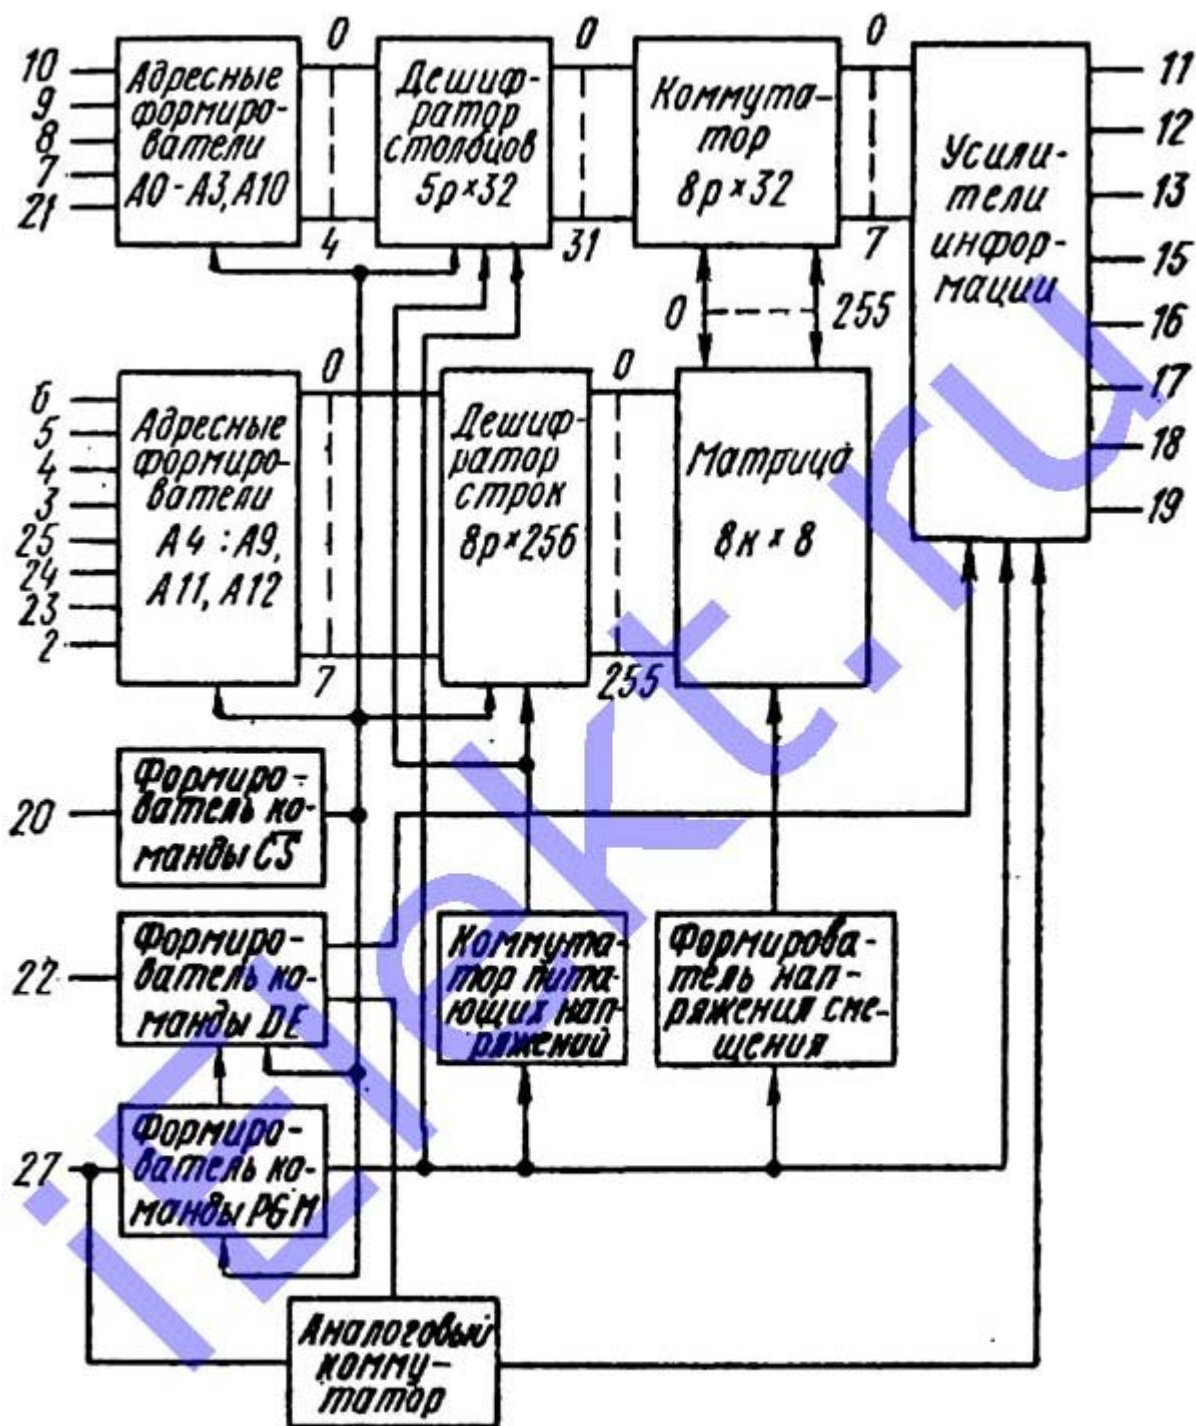 0
0
0
10
9
8
7
21
Адресные
формиро-
ватели
А0-А3,А10
4
Дешиф-
ратор
столбцов
5р×32
31
Коммута-
тор
8р×32
7
Усили-
тели
инфор-
мации
11
12
13
15
16
17
18
19
0
255
0
0
6
5
4
3
25
24
23
2
Адресные
формиро-
ватели
А4:А9,
А11,А12
7
Дешиф-
ратор
строк
8р×256
255
Матрица
8к×8
20
Формиро-
ватель ко-
манды CS
22
Формиро-
ватель ко-
манды DE
Коммута-
тор пита-
ющих нап-
ряжений
Формирова-
тель нап-
ряжения сме-
щения
27
Формиро-
ватель ко-
манды PGM
Аналоговый
комму-
татор
iElekt.ru